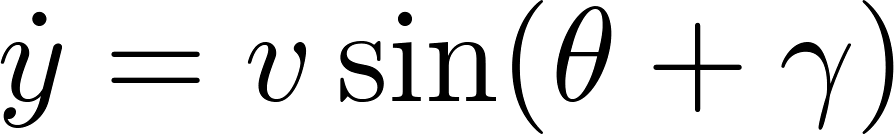 ẏ = v sin(θ + γ)